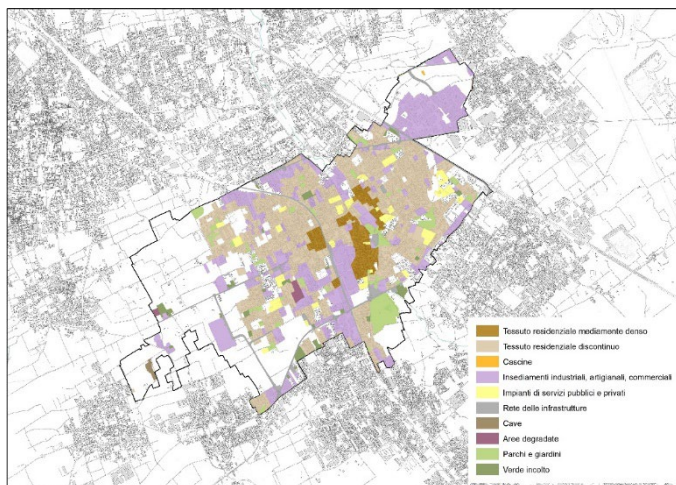 Tessuto residenziale mediamente denso
Tessuto residenziale discontinuo
Cascine
Insediamenti industriali, artigianali, commerciali
Impianti di servizi pubblici e privati
Rete delle infrastrutture
Cave
Aree degradate
Parchi e giardini
Verde incolto